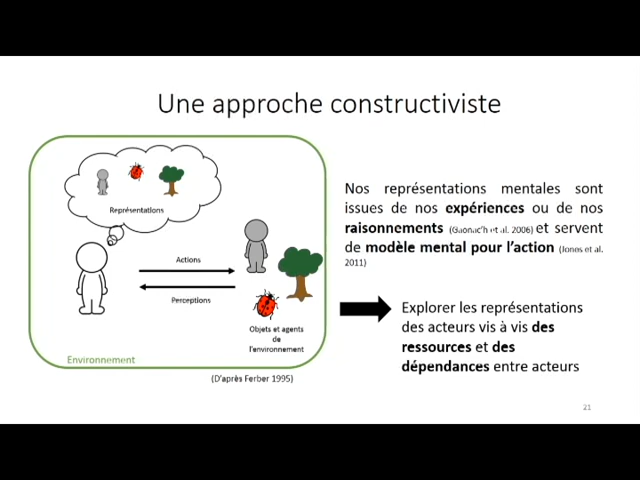 Une approche constructiviste
Représentations
Actions
Perceptions
Objets et agents
de
l'environnement
Environnement
(D'après Ferber 1995)
Nos représentations mentales sont
issues de nos expériences ou de nos
raisonnements (Gaonac'h et al. 2006) et servent
de modèle mental pour l'action (Jones et al.
2011)
Explorer les représentations
des acteurs vis à vis des
ressources et des
dépendances entre acteurs
21